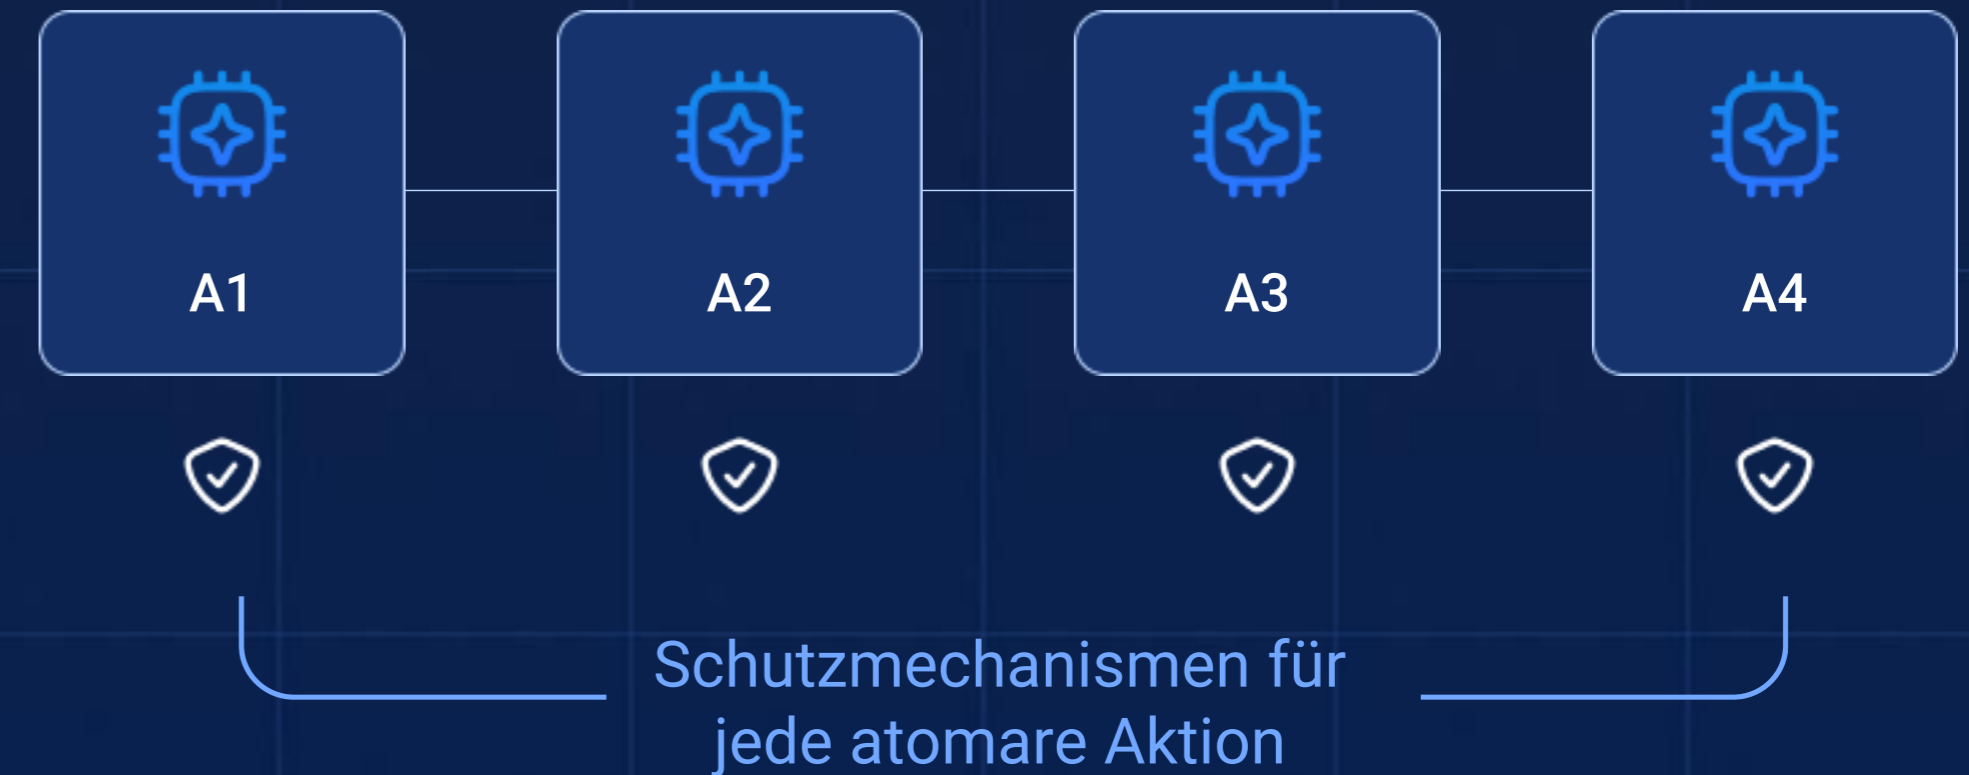 A1
A2
A3
A4
Schutzmechanismen für
jede atomare Aktion